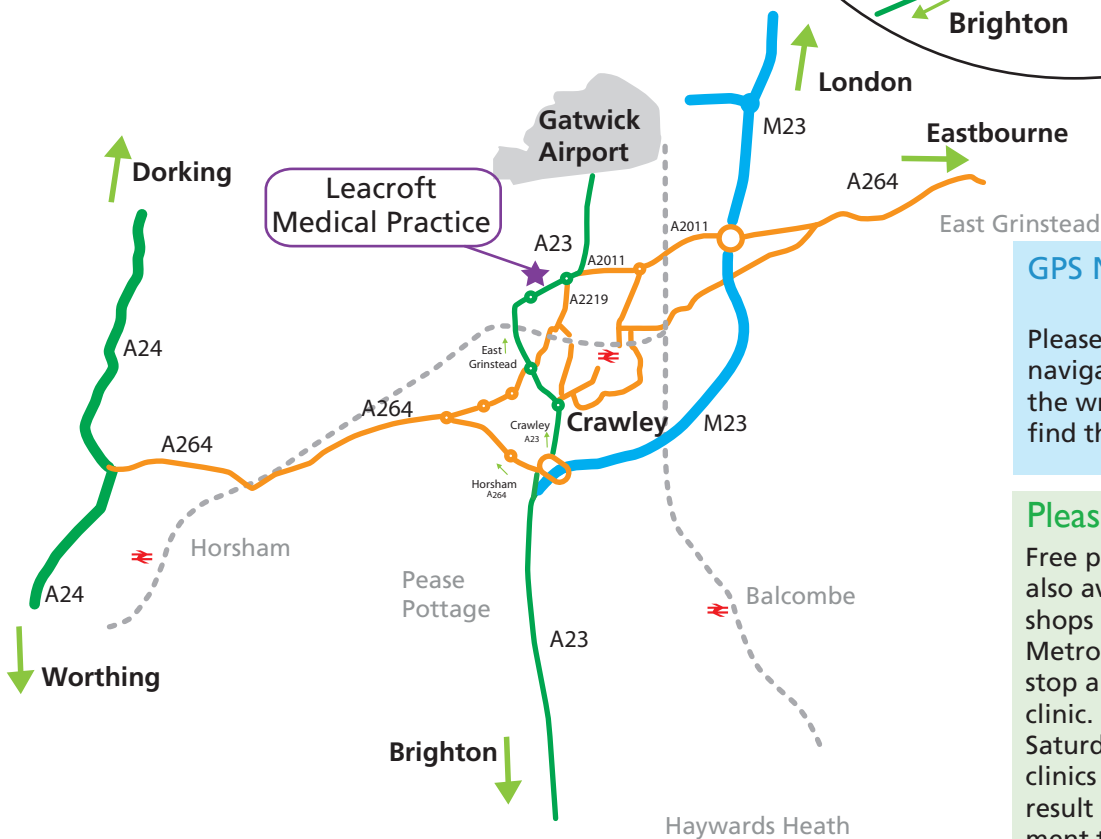 Brighton
London
M23
Gatwick
Airport
Eastbourne
Dorking
Leacroft
Medical Practice
A264
A23
A2011
East Grinstead
A2011
A2219
GPS N
Please
naviga
the wr
find th
A24
East
Grinstead
A264
Crawley
M23
Crawley
A23
A264
Horsham
A264
Pleas
Free p
also av
shops
Metro
stop a
clinic.
Saturd
clinics
result
ment t
Horsham
Pease
Pottage
Balcombe
A24
A23
Worthing
Brighton
Haywards Heath